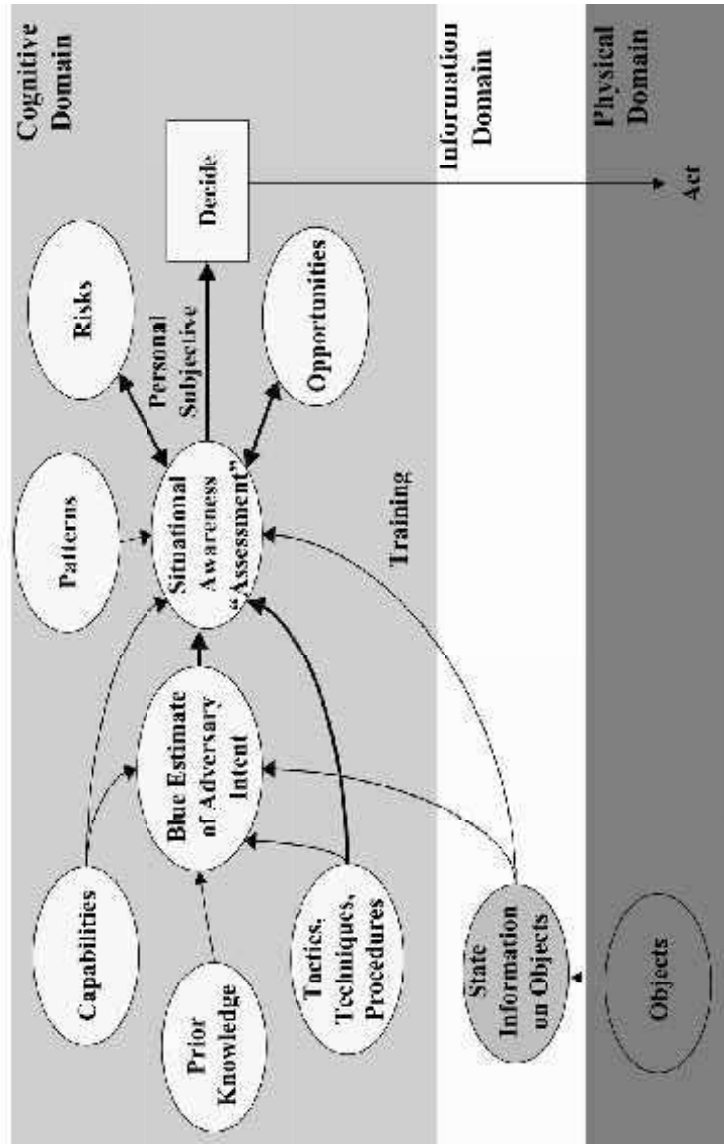 Cognitive
Domain
Risks
Patterns
Capabilities
Prior
Knowledge
Blue Estimate
of Adversary
Intent
Situational
Awareness
“Assessment”
Personal
Subjective
Decide
Opportunities
Tactics,
Techniques,
Procedures
Training
Information
Domain
State
Information
un Objects
Physical
Domain
Objects
Act